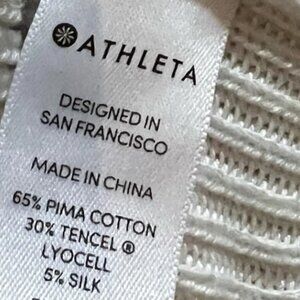 ATHLETA
DESIGNED IN
SAN FRANCISCO
MADE IN CHINA
65% PIMA COTTON
30% TENCEL ®
LYOCELL
5% SILK